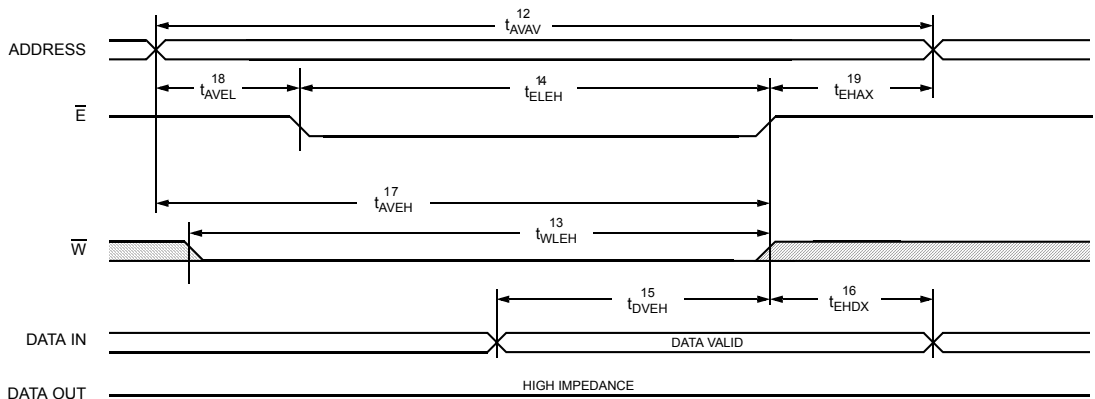 12
tAVAV
ADDRESS
18
tAVEL
14
tELEH
19
tEHAX
E
17
tAVEH
13
tWLEH
W
15
tDVEH
16
tEHDX
DATA IN
DATA VALID
DATA OUT
HIGH IMPEDANCE